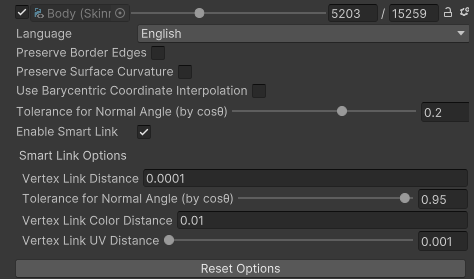 Body (Skinn 5203 / 15259
Language English
Preserve Border Edges
Preserve Surface Curvature
Use Barycentric Coordinate Interpolation
Tolerance for Normal Angle (by cosθ) 0.2
Enable Smart Link
Smart Link Options
Vertex Link Distance 0.0001
Tolerance for Normal Angle (by cosθ) 0.95
Vertex Link Color Distance 0.01
Vertex Link UV Distance 0.001
Reset Options